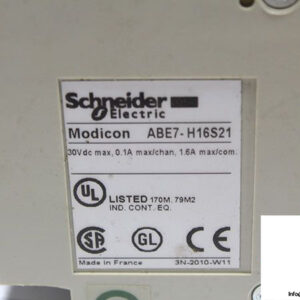 Schneider
Electric
Modicon ABE7-H16S21
30Vdc max, 0.1A max/chan, 1.6A max/com.
UL LISTED 170M, 79M2
IND. CONT. EQ.
SA GL CE
Made in France 3N-2010-W11